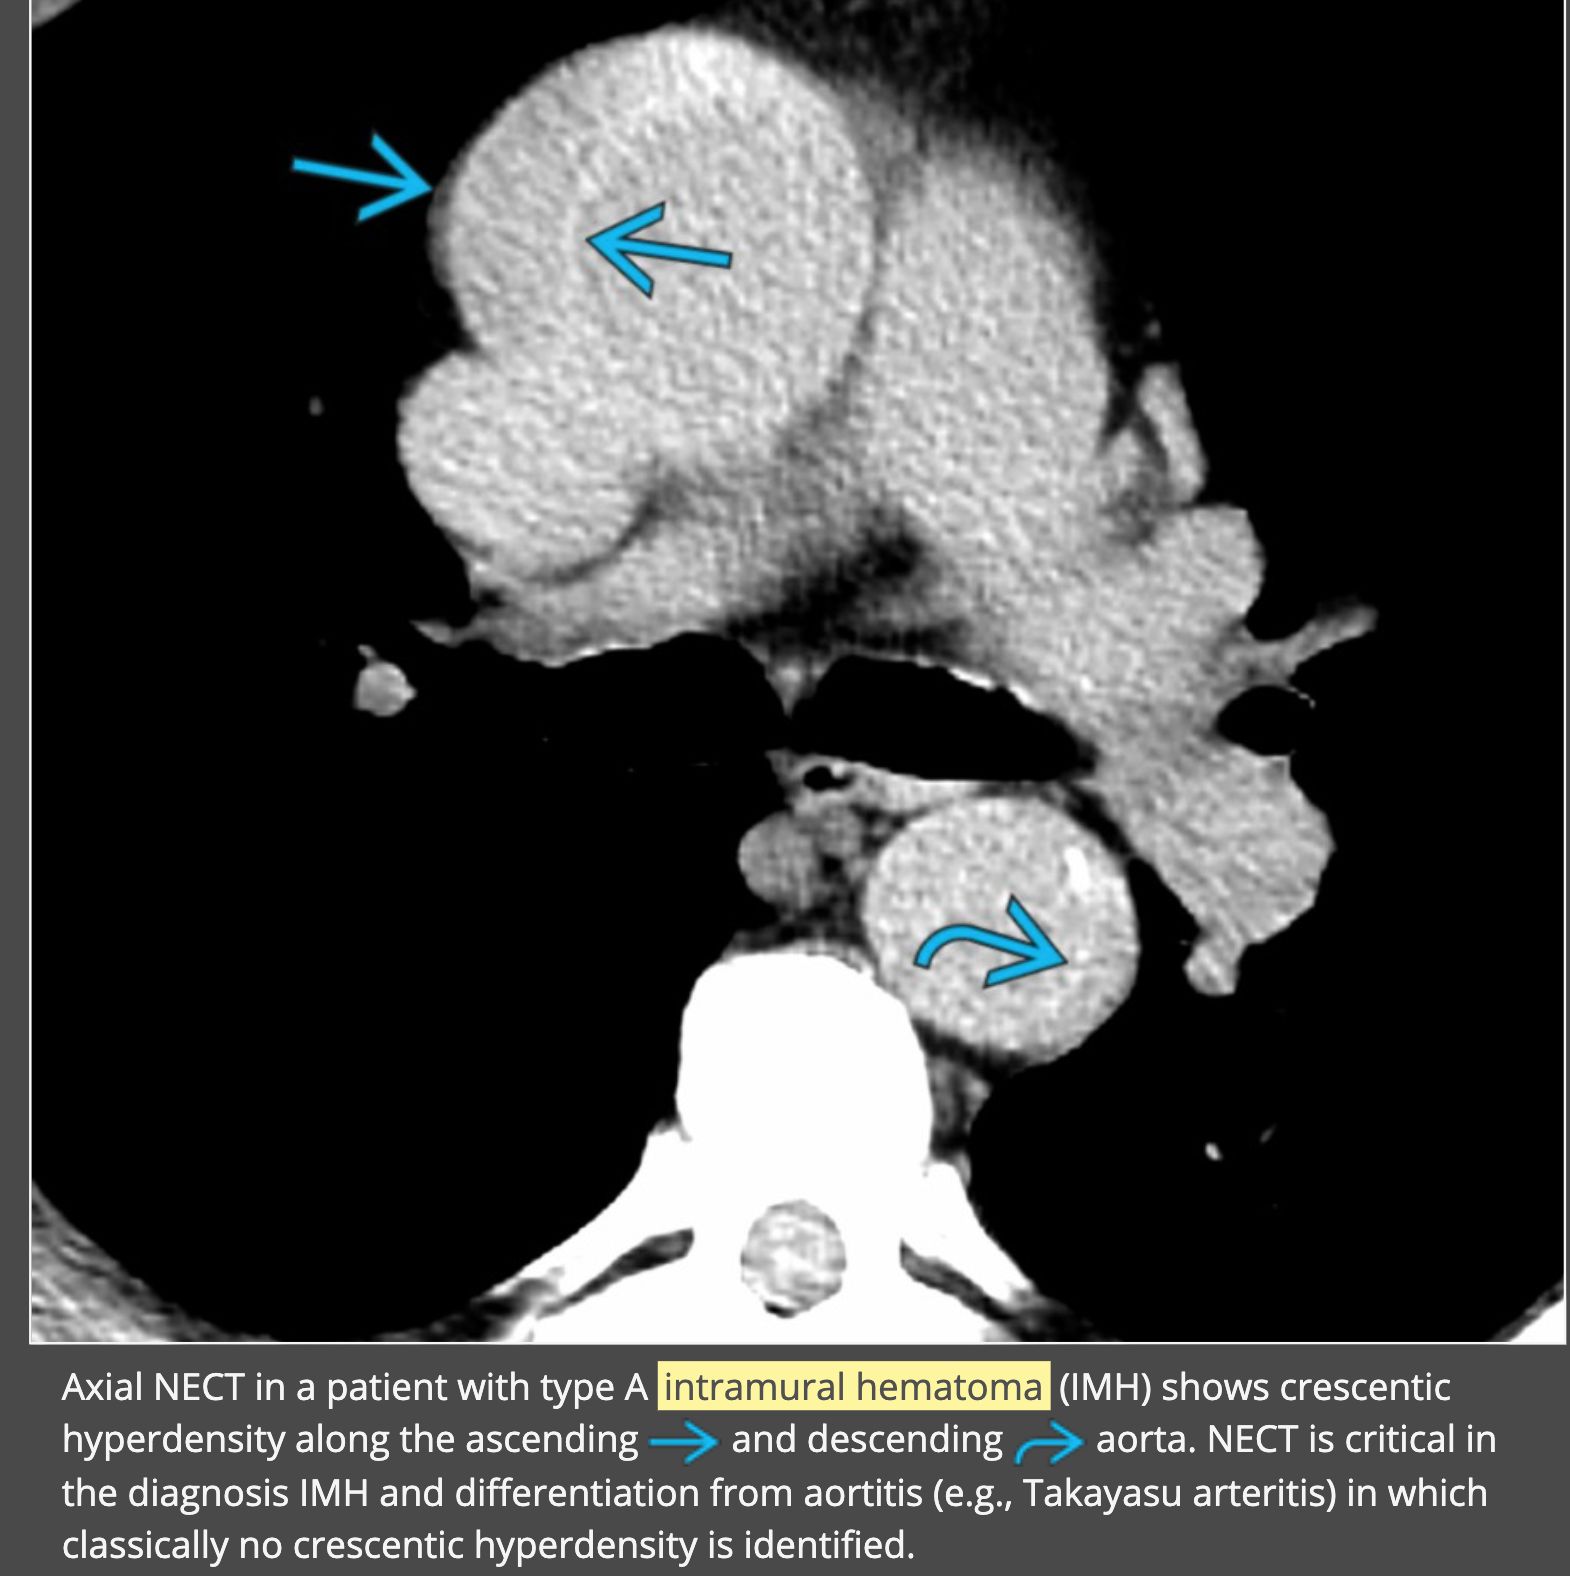 Axial NECT in a patient with type A intramural hematoma (IMH) shows crescentic
hyperdensity along the ascending and descending aorta. NECT is critical in
the diagnosis IMH and differentiation from aortitis (e.g., Takayasu arteritis) in which
classically no crescentic hyperdensity is identified.